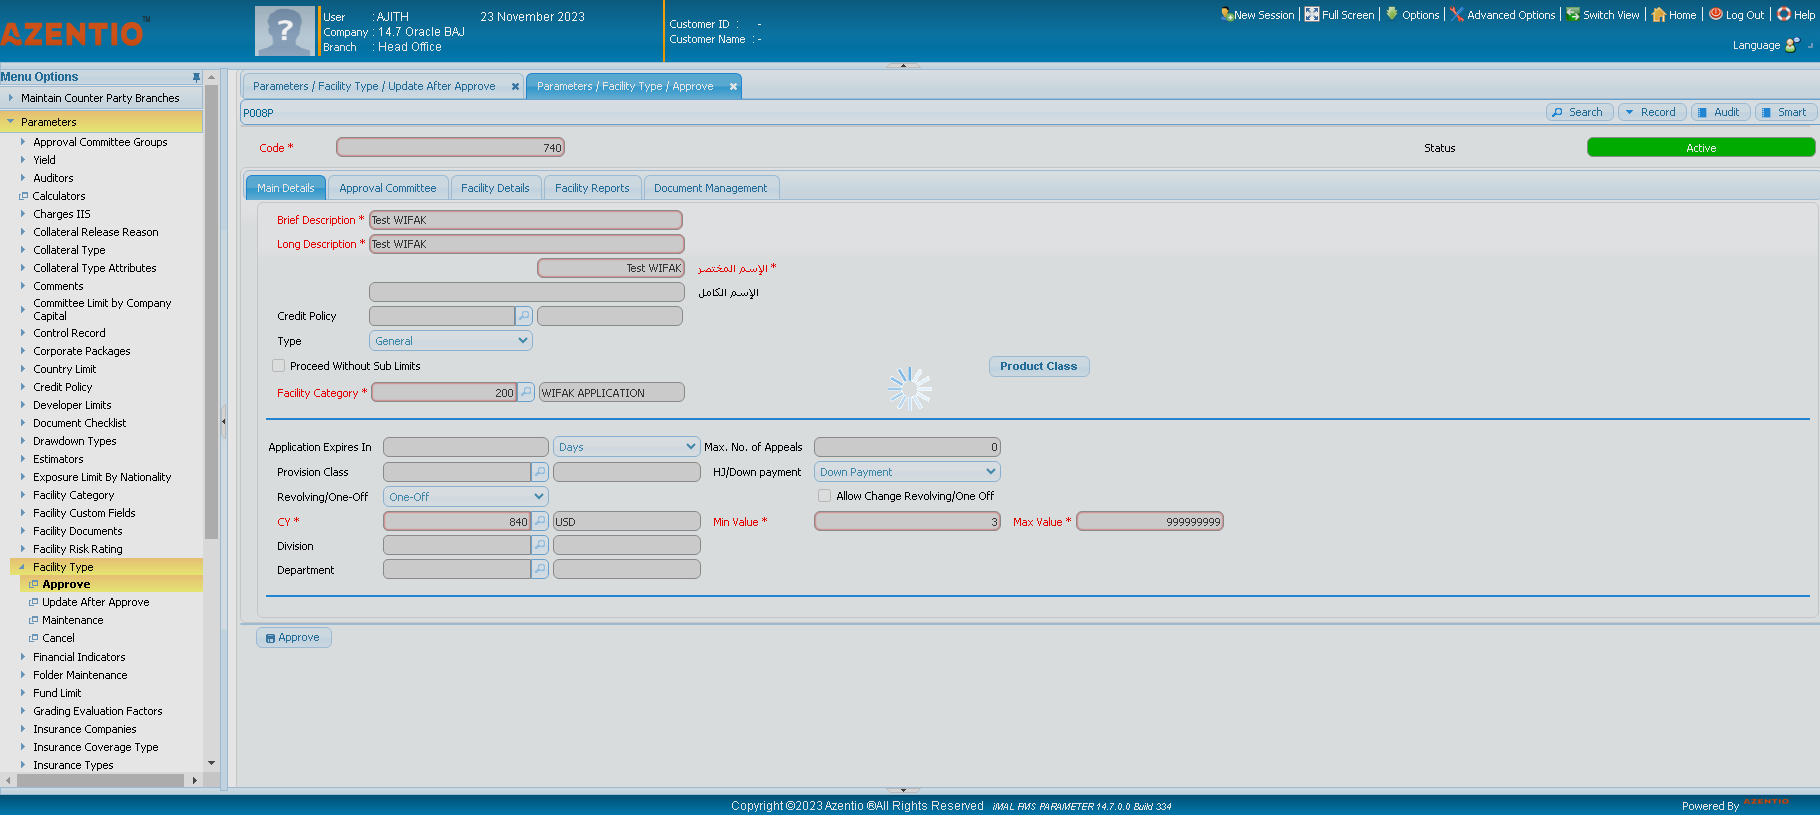 AZENTIO™
User : AJITH 23 November 2023
Company : 14.7 Oracle BAJ
Branch : Head Office
Customer ID : -
Customer Name : -
New Session Full Screen Options Advanced Options Switch View Home Log Out Help
Language
Menu Options
Maintain Counter Party Branches
Parameters
Approval Committee Groups
Yield
Auditors
Calculators
Charges IIS
Collateral Release Reason
Collateral Type
Collateral Type Attributes
Comments
Committee Limit by Company
Capital
Control Record
Corporate Packages
Country Limit
Credit Policy
Developer Limits
Document Checklist
Drawdown Types
Estimators
Exposure Limit By Nationality
Facility Category
Facility Custom Fields
Facility Documents
Facility Risk Rating
Facility Type
Approve
Update After Approve
Maintenance
Cancel
Financial Indicators
Folder Maintenance
Fund Limit
Grading Evaluation Factors
Insurance Companies
Insurance Coverage Type
Insurance Types
Parameters / Facility Type / Update After Approve
Parameters / Facility Type / Approve
P008P
Search Record Audit Smart
Code * 740 Status Active
Main Details Approval Committee Facility Details Facility Reports Document Management
Brief Description * Test WIFAK
Long Description * Test WIFAK
Test WIFAK الإسم المختصر *
الإسم الكامل
Credit Policy
Type General
Proceed Without Sub Limits Product Class
Facility Category * 200 WIFAK APPLICATION
Application Expires In Days Max. No. of Appeals 0
Provision Class HJ/Down payment Down Payment
Revolving/One-Off One-Off Allow Change Revolving/One Off
CY * 840 USD Min Value * 3 Max Value * 999999999
Division
Department
Approve
Copyright ©2023 Azentio ®All Rights Reserved iMAL PMS PARAMETER 14.7.0.0 Build 334
Powered By AZENTIO